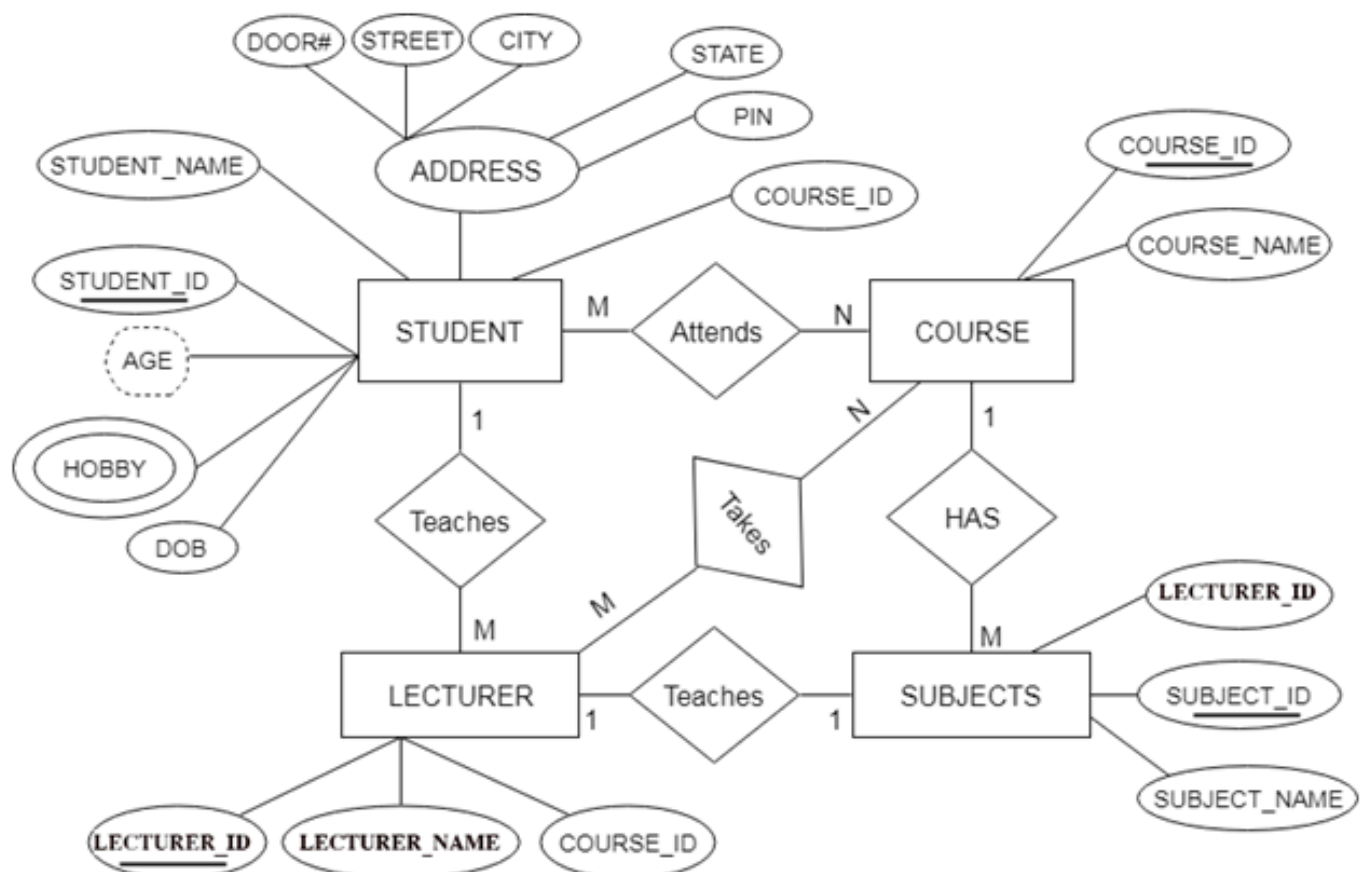 DOOR#
STREET
CITY
STATE
PIN
ADDRESS
STUDENT_NAME
COURSE_ID
COURSE_ID
COURSE_NAME
STUDENT_ID
AGE
HOBBY
DOB
STUDENT
M
Attends
N
COURSE
1
Teaches
M
N
Takes
M
1
HAS
M
LECTURER
1
Teaches
1
SUBJECTS
LECTURER_ID
SUBJECT_ID
SUBJECT_NAME
LECTURER_ID
LECTURER_NAME
COURSE_ID